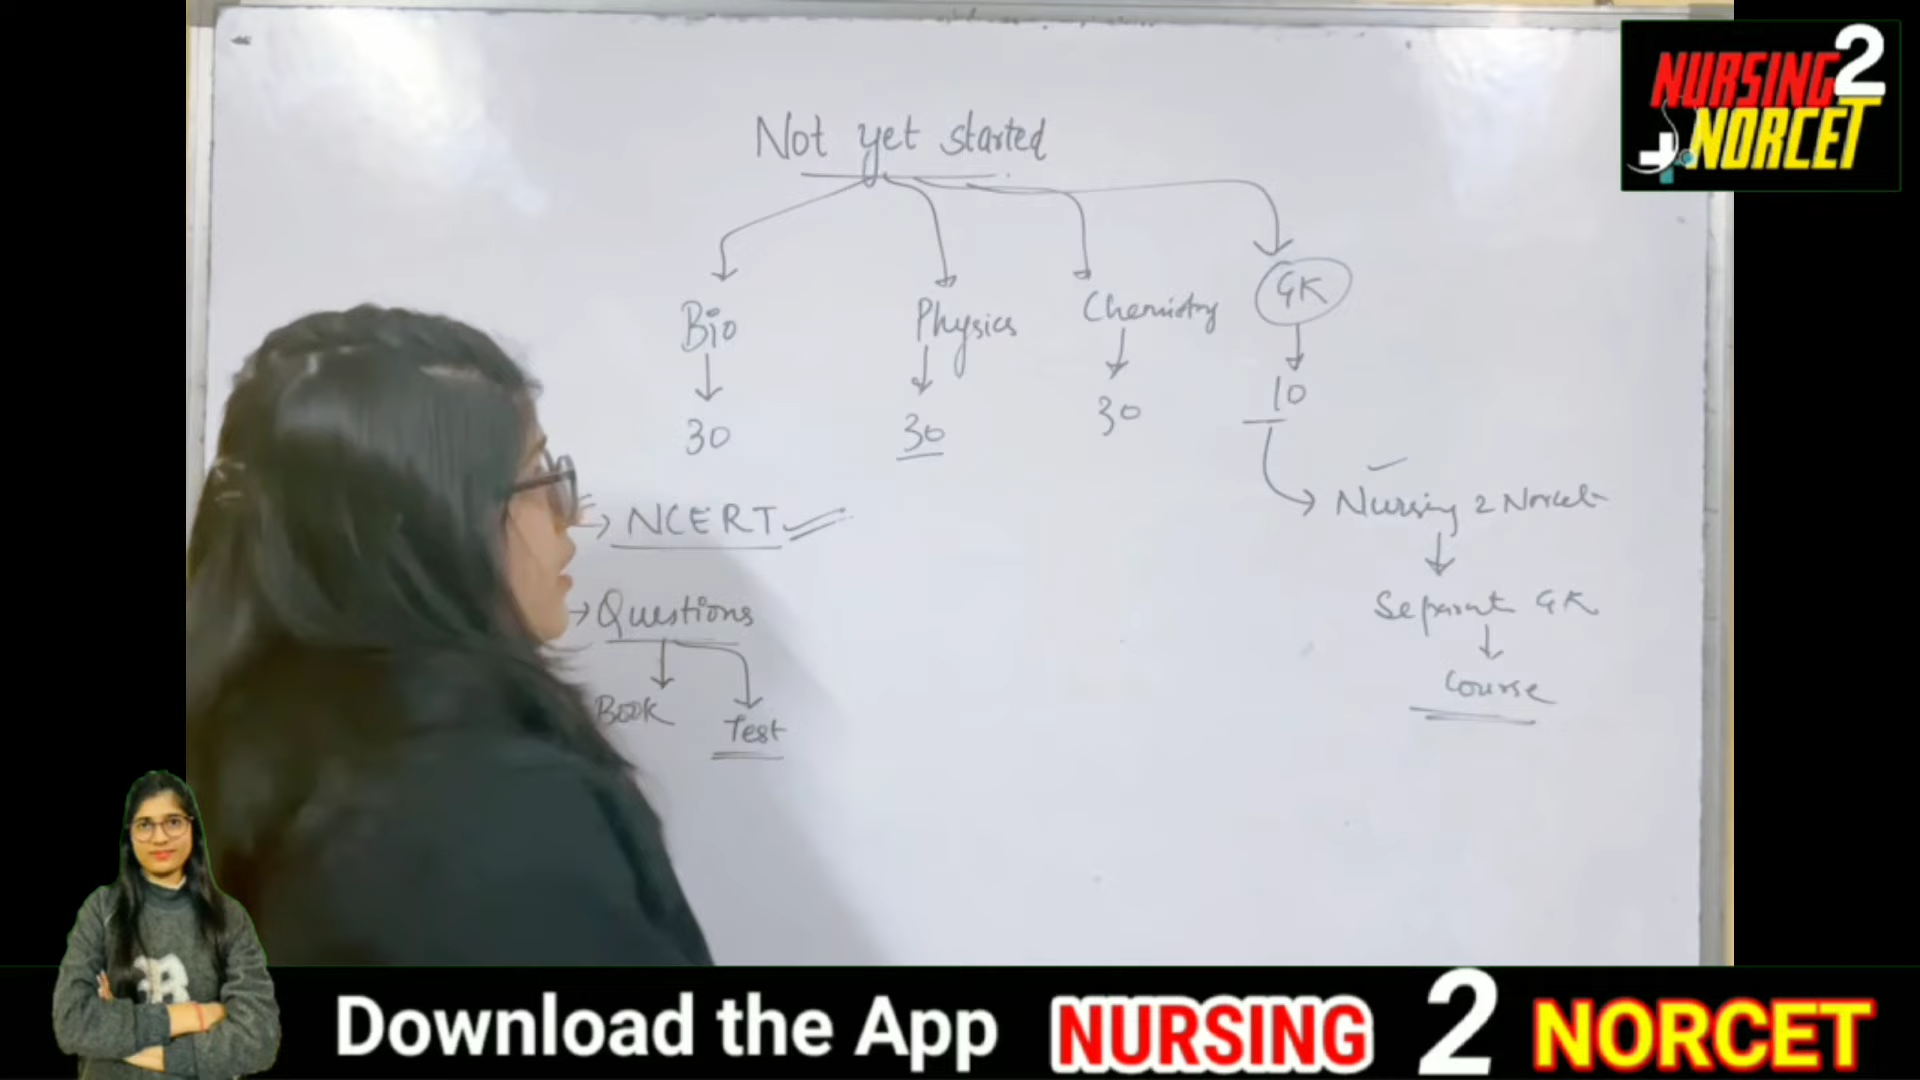 NURSING 2
NORCET
Not yet started
Bio Physics Chemistry GK
30 30 30 10
NCERT
Nursing 2 Norcet
Questions
Separate GK
Book Test
Course
Download the App NURSING 2 NORCET